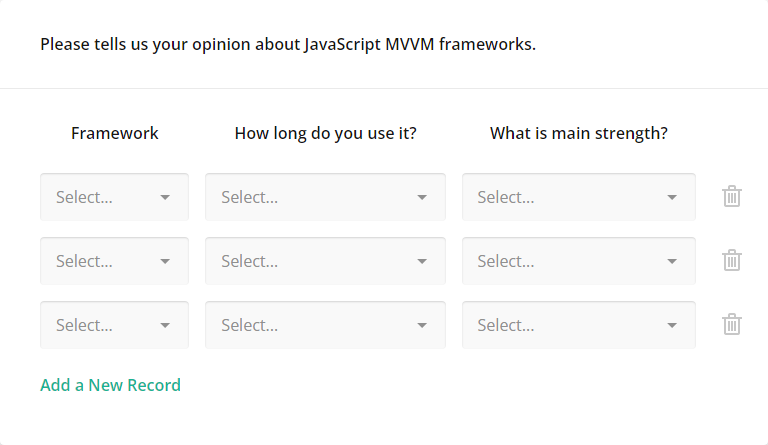 Please tells us your opinion about JavaScript MVVM frameworks.
Framework How long do you use it? What is main strength?
Select... Select... Select...
Select... Select... Select...
Select... Select... Select...
Add a New Record